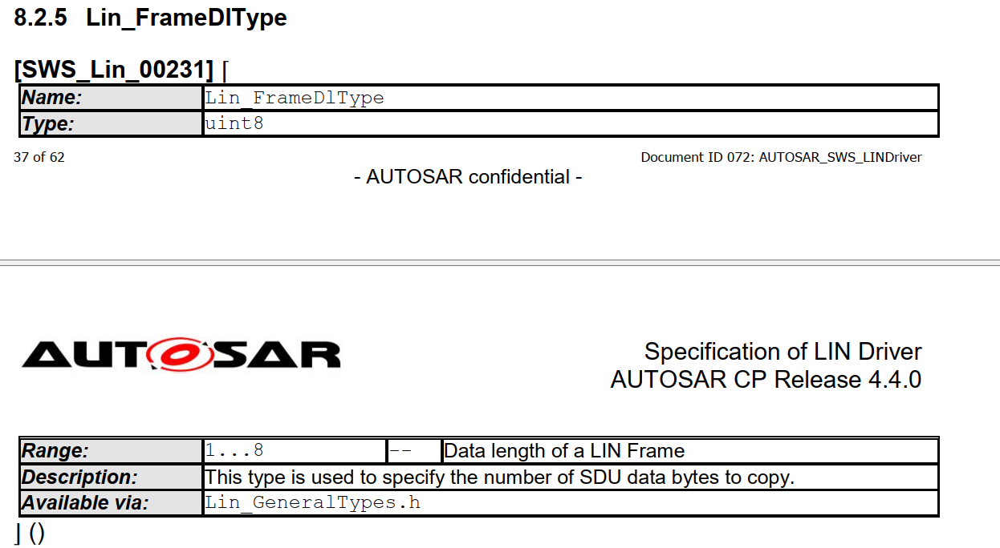 8.2.5 Lin_FrameDlType
[SWS_Lin_00231] ⌈
Name: Lin_FrameDlType
Type: uint8
37 of 62 Document ID 072: AUTOSAR_SWS_LINDriver
- AUTOSAR confidential -
AUTOSAR
Specification of LIN Driver
AUTOSAR CP Release 4.4.0
Range: 1...8 -- Data length of a LIN Frame
Description: This type is used to specify the number of SDU data bytes to copy.
Available via: Lin_GeneralTypes.h
⌋ ()